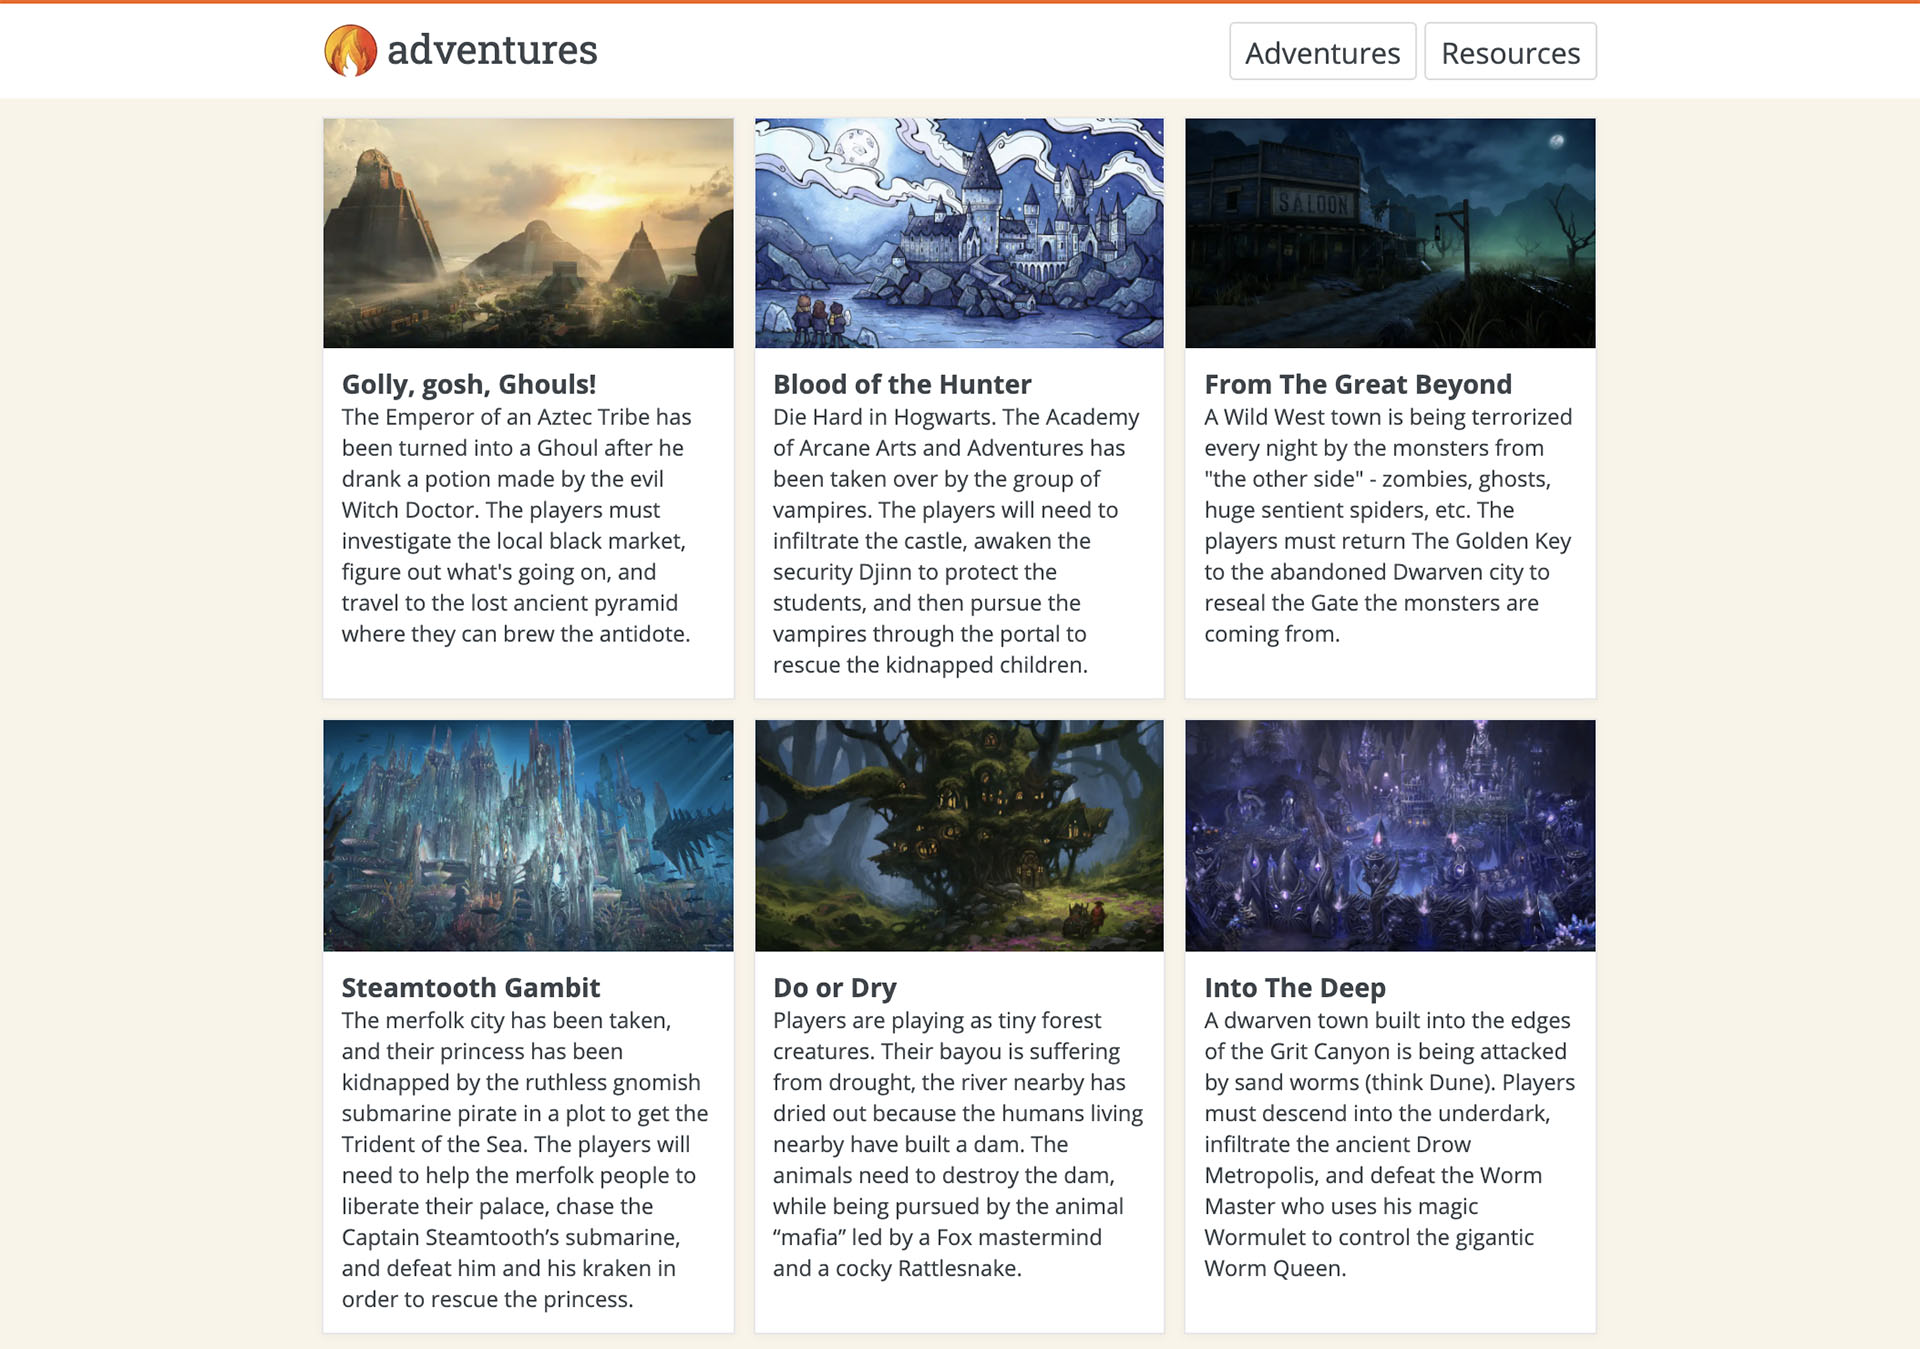 adventures
Adventures
Resources
SALOON
Golly, gosh, Ghouls!
The Emperor of an Aztec Tribe has
been turned into a Ghoul after he
drank a potion made by the evil
Witch Doctor. The players must
investigate the local black market,
figure out what's going on, and
travel to the lost ancient pyramid
where they can brew the antidote.
Blood of the Hunter
Die Hard in Hogwarts. The Academy
of Arcane Arts and Adventures has
been taken over by the group of
vampires. The players will need to
infiltrate the castle, awaken the
security Djinn to protect the
students, and then pursue the
vampires through the portal to
rescue the kidnapped children.
From The Great Beyond
A Wild West town is being terrorized
every night by the monsters from
"the other side" - zombies, ghosts,
huge sentient spiders, etc. The
players must return The Golden Key
to the abandoned Dwarven city to
reseal the Gate the monsters are
coming from.
Steamtooth Gambit
The merfolk city has been taken,
and their princess has been
kidnapped by the ruthless gnomish
submarine pirate in a plot to get the
Trident of the Sea. The players will
need to help the merfolk people to
liberate their palace, chase the
Captain Steamtooth’s submarine,
and defeat him and his kraken in
order to rescue the princess.
Do or Dry
Players are playing as tiny forest
creatures. Their bayou is suffering
from drought, the river nearby has
dried out because the humans living
nearby have built a dam. The
animals need to destroy the dam,
while being pursued by the animal
“mafia” led by a Fox mastermind
and a cocky Rattlesnake.
Into The Deep
A dwarven town built into the edges
of the Grit Canyon is being attacked
by sand worms (think Dune). Players
must descend into the underdark,
infiltrate the ancient Drow
Metropolis, and defeat the Worm
Master who uses his magic
Wormulet to control the gigantic
Worm Queen.